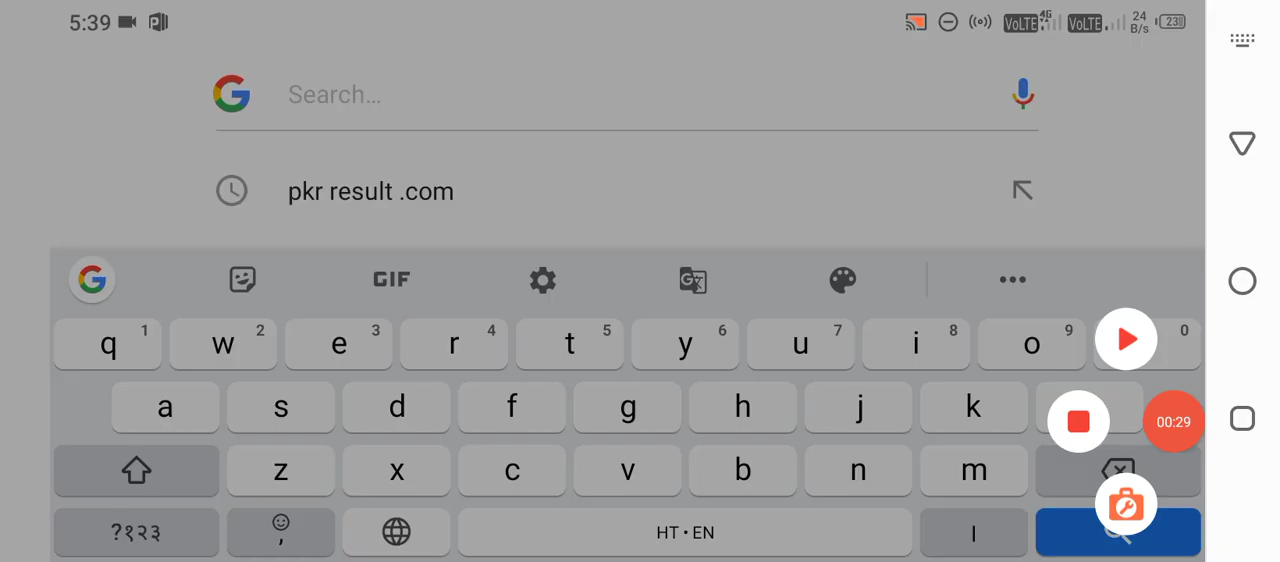 5:39 VoLTE 4G VoLTE 24 B/s 23
Search…
pkr result .com
GIF
q 1 w 2 e 3 r 4 t 5 y 6 u 7 i 8 o 9 0
a s d f g h j k
00:29
z x c v b n m
?१२३ , HT • EN ।